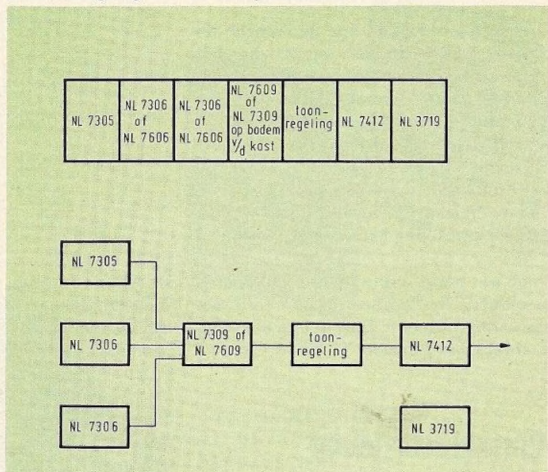 NL 7305
NL 7306
of
NL 7606
NL 7306
of
NL 7606
NL 7609
of
NL 7309
op bodem
v/d kast
toon-
regeling
NL 7412
NL 3719
NL 7305
NL 7306
NL 7306
NL 7309 of
NL 7609
toon-
regeling
NL 7412
NL 3719